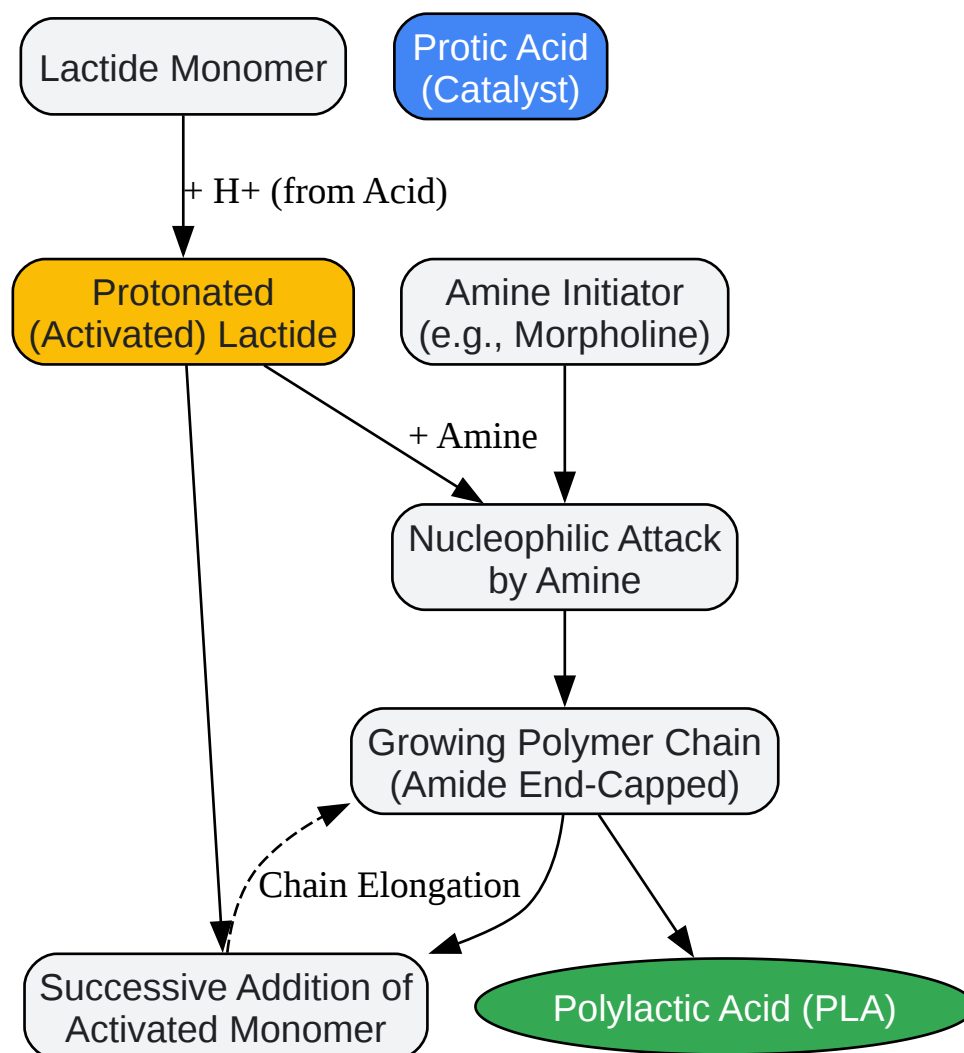 Lactide Monomer
Protic Acid
(Catalyst)
+ H+ (from Acid)
Protonated
(Activated) Lactide
Amine Initiator
(e.g., Morpholine)
+ Amine
Nucleophilic Attack
by Amine
Growing Polymer Chain
(Amide End-Capped)
Chain Elongation
Successive Addition of
Activated Monomer
Polylactic Acid (PLA)